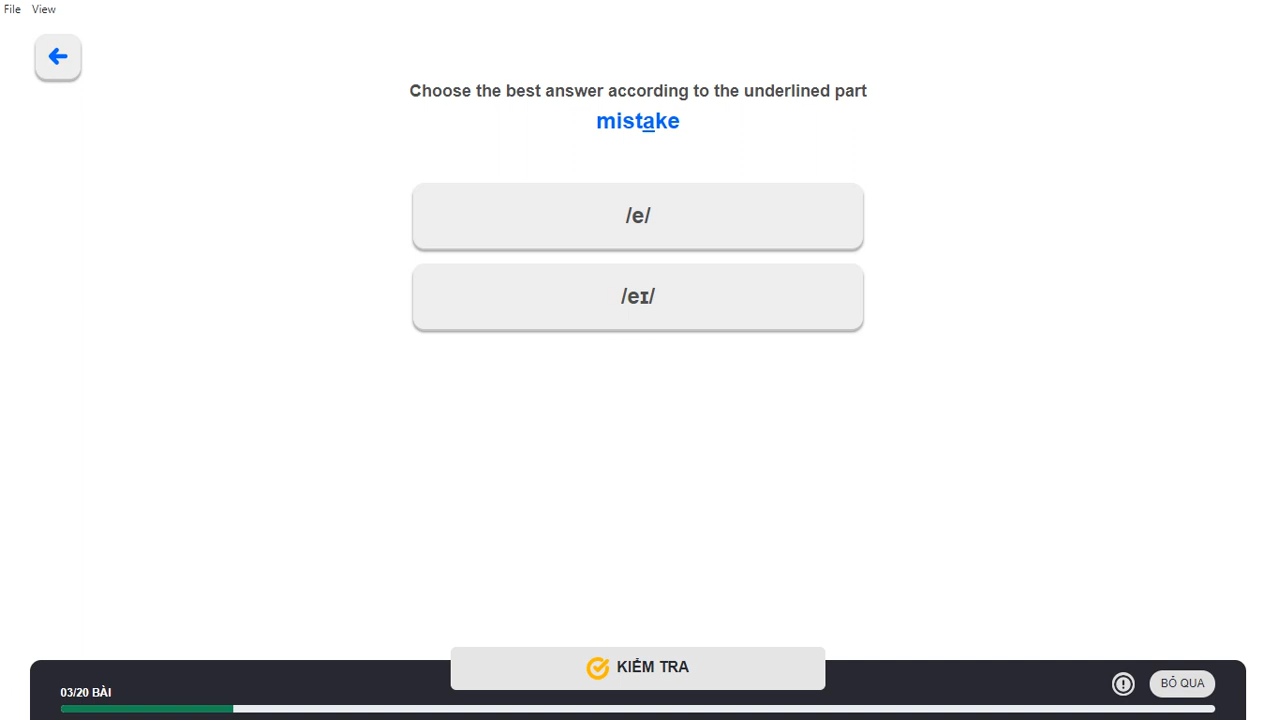 File View
Choose the best answer according to the underlined part
mistake
/e/
/eɪ/
KIỂM TRA
03/20 BÀI
BỎ QUA